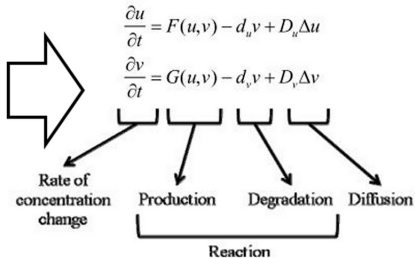 ∂u/∂t = F(u,v) − d_u v + D_u Δu
∂v/∂t = G(u,v) − d_v v + D_v Δv
Rate of
concentration
change
Production
Degradation
Diffusion
Reaction